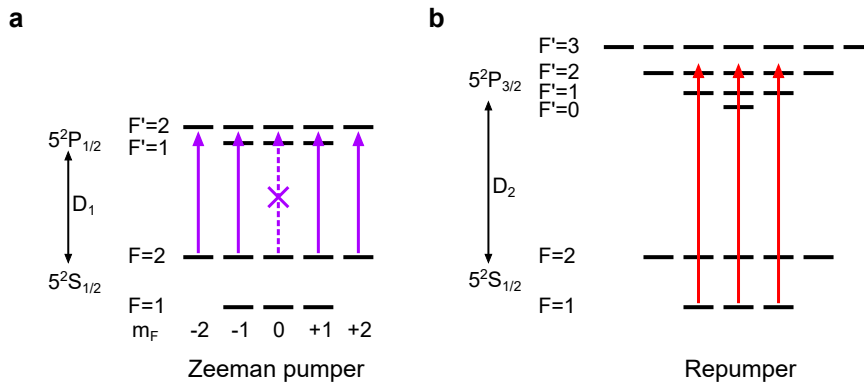 a
F'=2
F'=1
5²P₁/₂
D₁
F=2
5²S₁/₂
F=1
m_F -2 -1 0 +1 +2
Zeeman pumper
b
F'=3
F'=2
5²P₃/₂
F'=1
F'=0
D₂
F=2
5²S₁/₂
F=1
Repumper